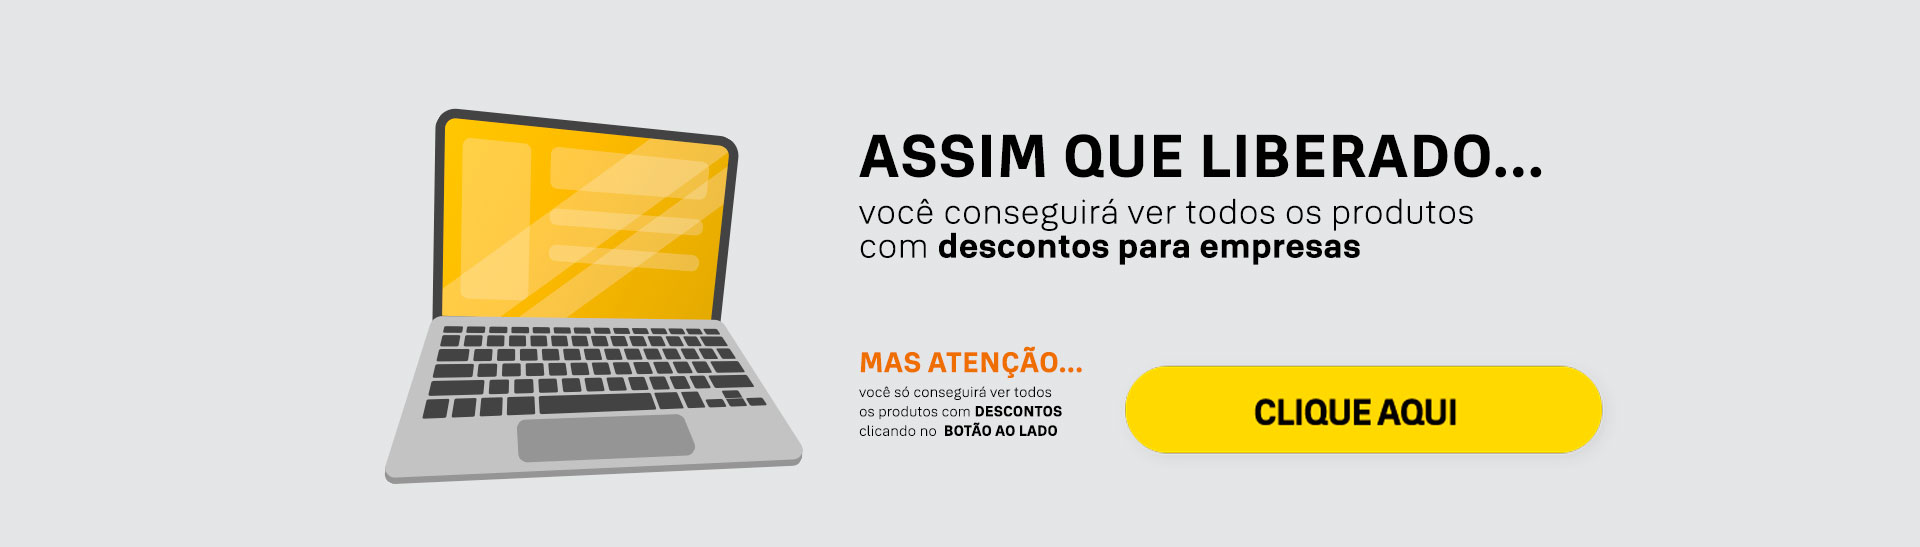 ASSIM QUE LIBERADO...
você conseguirá ver todos os produtos
com descontos para empresas
MAS ATENÇÃO...
você só conseguirá ver todos
os produtos com DESCONTOS
clicando no BOTÃO AO LADO
CLIQUE AQUI